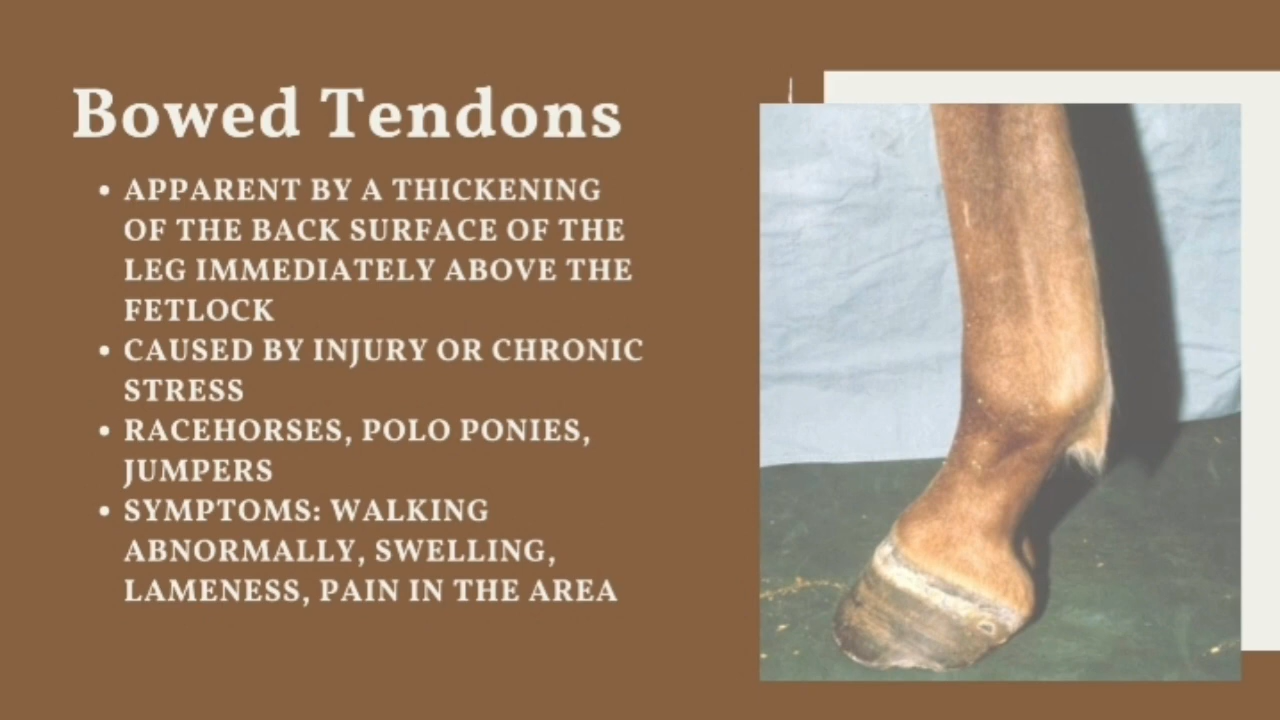 Bowed Tendons
• APPARENT BY A THICKENING
OF THE BACK SURFACE OF THE
LEG IMMEDIATELY ABOVE THE
FETLOCK
• CAUSED BY INJURY OR CHRONIC
STRESS
• RACEHORSES, POLO PONIES,
JUMPERS
• SYMPTOMS: WALKING
ABNORMALLY, SWELLING,
LAMENESS, PAIN IN THE AREA